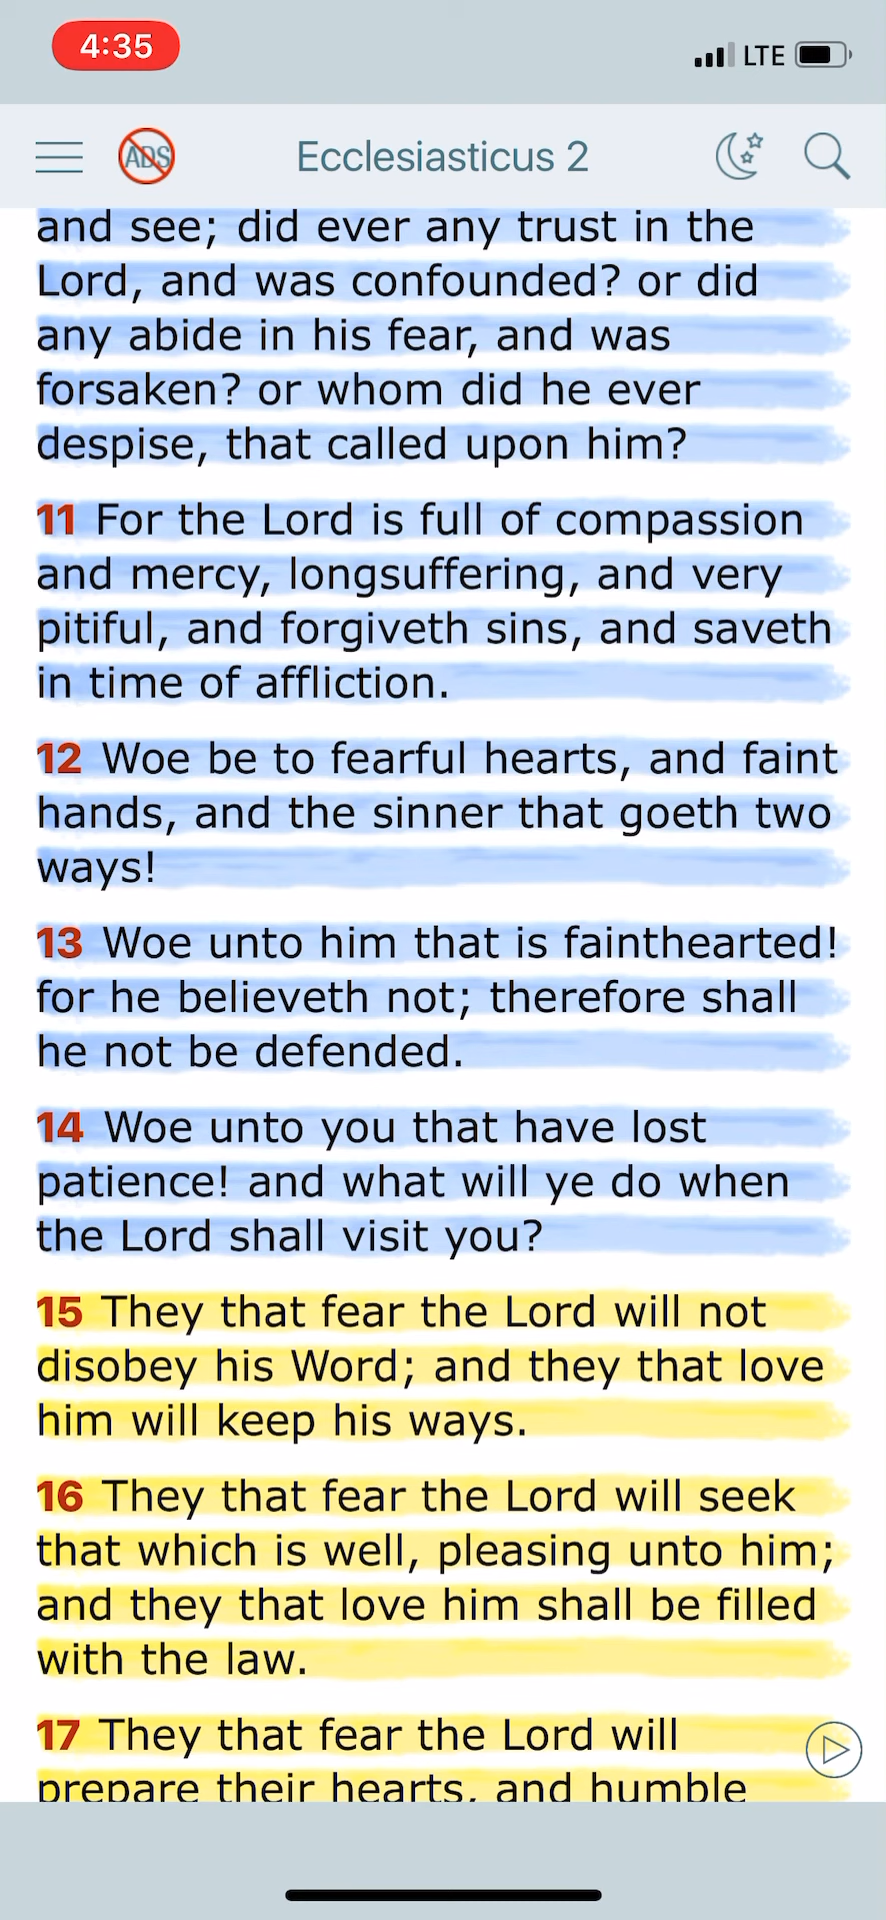 4:35
LTE
ADS
Ecclesiasticus 2
and see; did ever any trust in the
Lord, and was confounded? or did
any abide in his fear, and was
forsaken? or whom did he ever
despise, that called upon him?
11 For the Lord is full of compassion
and mercy, longsuffering, and very
pitiful, and forgiveth sins, and saveth
in time of affliction.
12 Woe be to fearful hearts, and faint
hands, and the sinner that goeth two
ways!
13 Woe unto him that is fainthearted!
for he believeth not; therefore shall
he not be defended.
14 Woe unto you that have lost
patience! and what will ye do when
the Lord shall visit you?
15 They that fear the Lord will not
disobey his Word; and they that love
him will keep his ways.
16 They that fear the Lord will seek
that which is well, pleasing unto him;
and they that love him shall be filled
with the law.
17 They that fear the Lord will
prepare their hearts, and humble